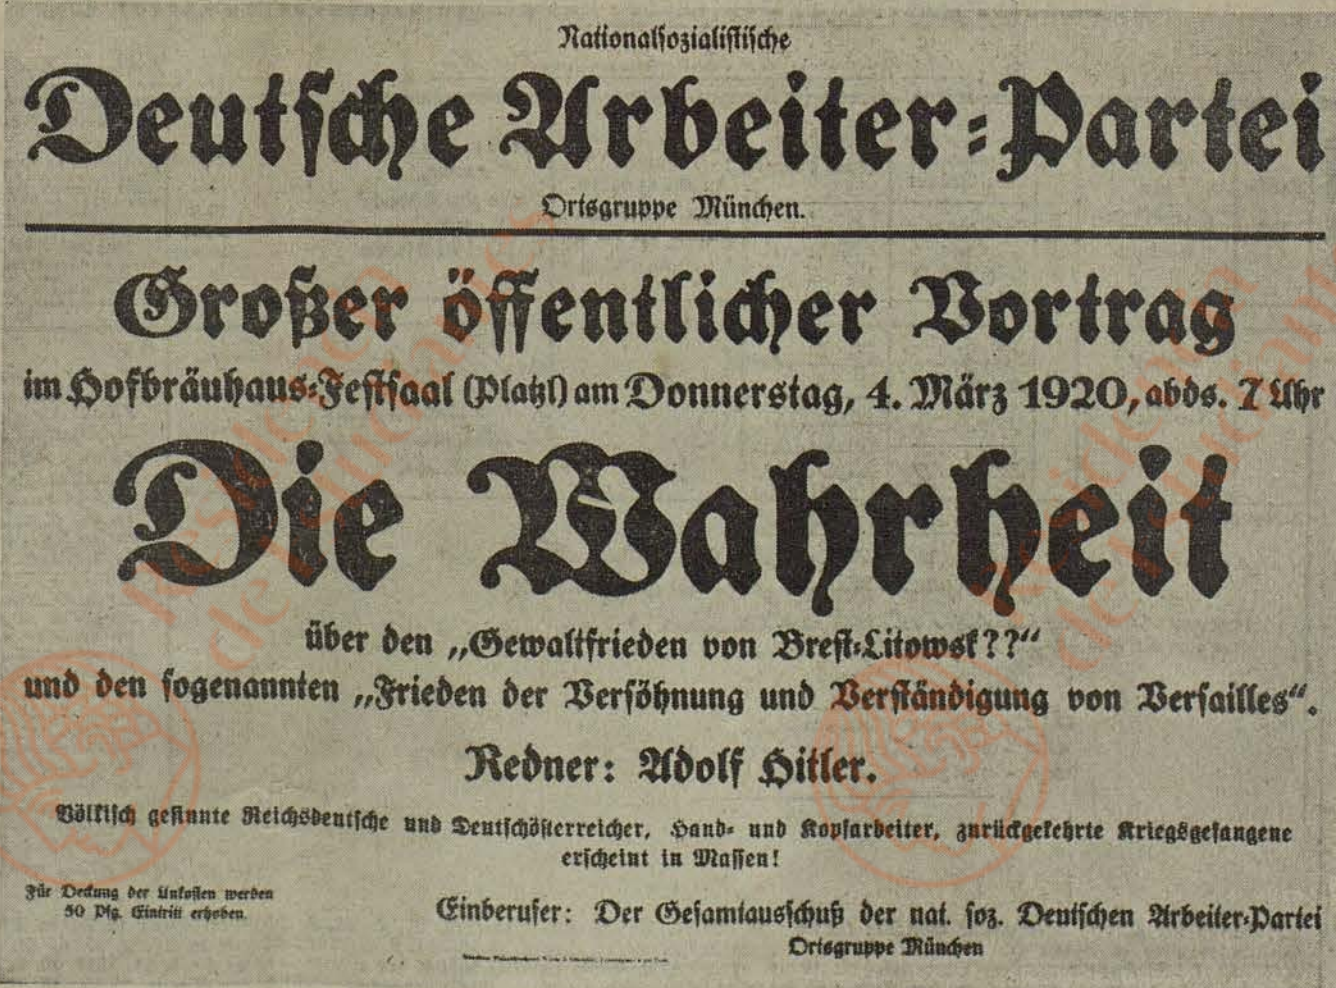 Nationalsozialistische
Deutsche Arbeiter-Partei
Ortsgruppe München.
Großer öffentlicher Vortrag
im Hofbräuhaus-Festsaal (Platzl) am Donnerstag, 4. März 1920, abds. 7 Uhr
Die Wahrheit
über den „Gewaltfrieden von Brest-Litowsk??“
und den sogenannten „Frieden der Versöhnung und Verständigung von Versailles“.
Redner: Adolf Hitler.
Völkisch gesinnte Reichsdeutsche und Deutschösterreicher, Hand- und Kopfarbeiter, zurückgekehrte Kriegsgefangene
erscheint in Massen!
Für Deckung der Unkosten werden
50 Pfg. Eintritt erhoben.
Einberufer: Der Gesamtausschuß der nat. soz. Deutschen Arbeiter-Partei
Ortsgruppe München